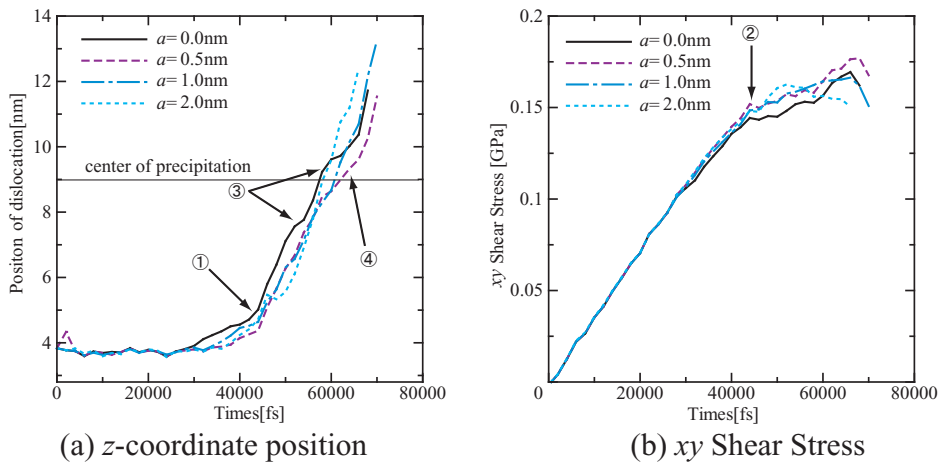 a= 0.0nm
a= 0.5nm
a= 1.0nm
a= 2.0nm
14
12
10
8
6
4
Positon of dislocation[nm]
center of precipitation
③
①
④
0
20000
40000
60000
80000
Times[fs]
(a) z-coordinate position
②
a= 0.0nm
a= 0.5nm
a= 1.0nm
a= 2.0nm
0.2
0.15
0.1
0.05
0
xy Shear Stress [GPa]
0
20000
40000
60000
80000
Times[fs]
(b) xy Shear Stress